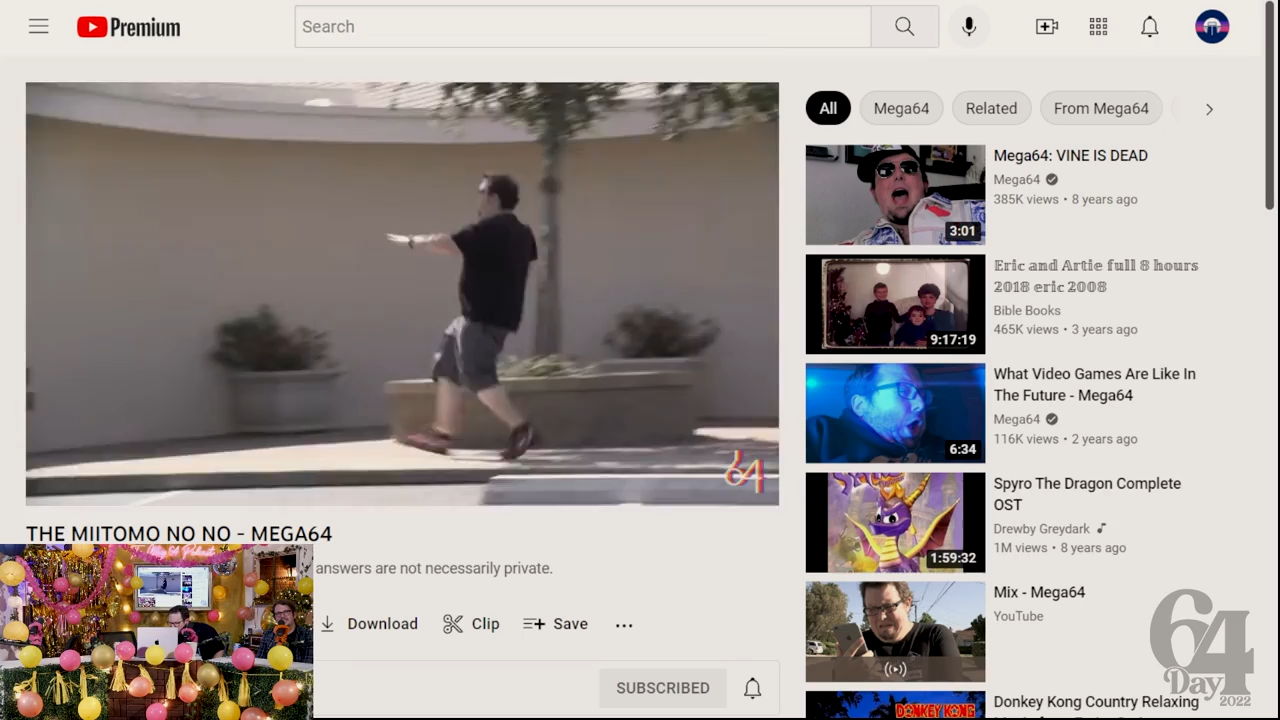 Premium
Search
64
THE MIITOMO NO NO - MEGA64
answers are not necessarily private.
Download
Clip
Save
SUBSCRIBED
All
Mega64
Related
From Mega64
Mega64: VINE IS DEAD
Mega64
385K views • 8 years ago
3:01
Eric and Artie full 8 hours
2018 eric 2008
Bible Books
465K views • 3 years ago
9:17:19
What Video Games Are Like In
The Future - Mega64
Mega64
116K views • 2 years ago
6:34
Spyro The Dragon Complete
OST
Drewby Greydark
1M views • 8 years ago
1:59:32
Mix - Mega64
YouTube
Donkey Kong Country Relaxing
DONKEY KONG
64
Day
2022